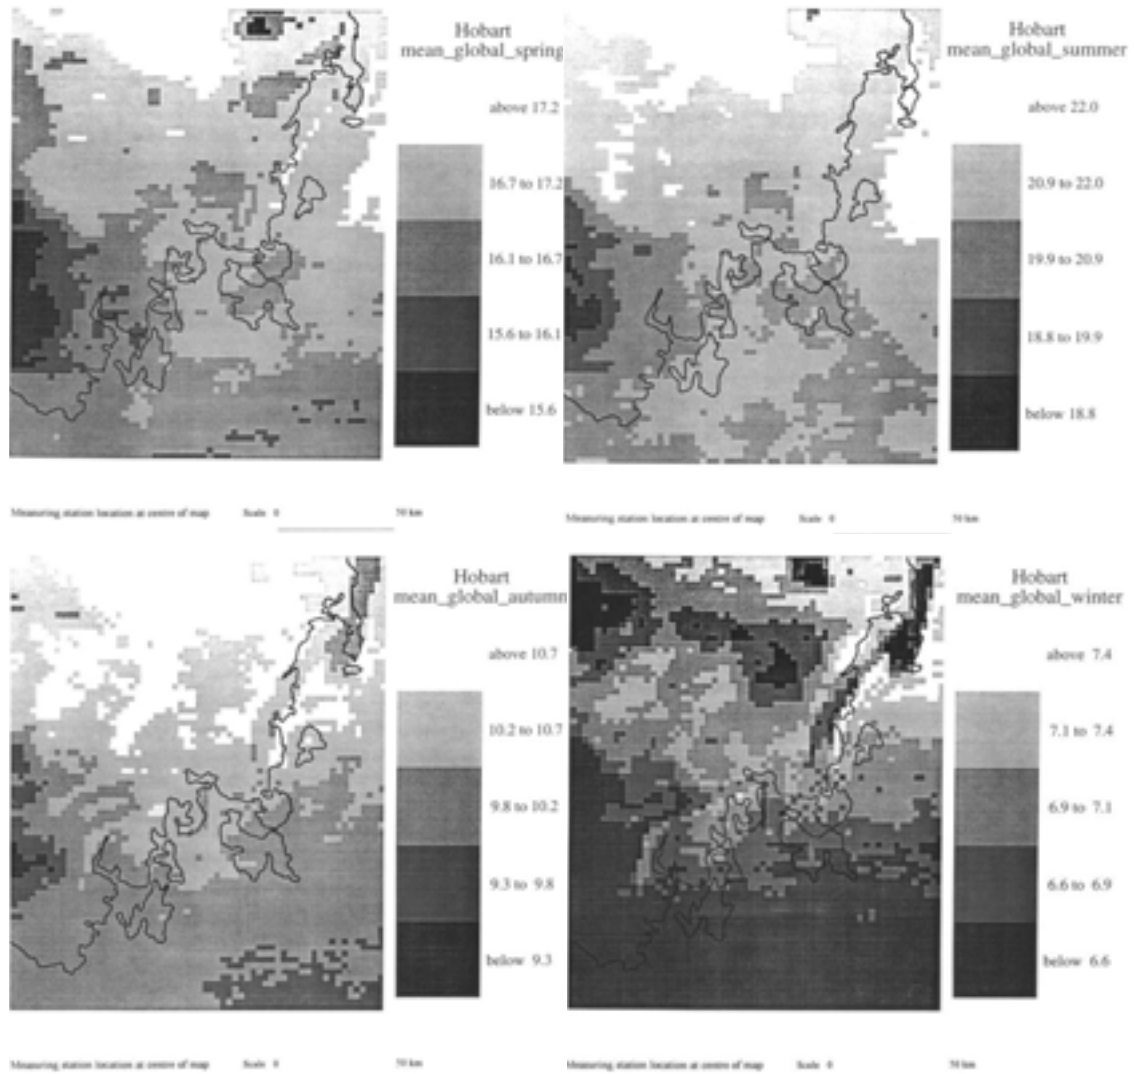 Hobart
mean_global_spring
above 17.2
16.7 to 17.2
16.1 to 16.7
15.6 to 16.1
below 15.6
Measuring station location at centre of map Scale 0 50 km
Hobart
mean_global_summer
above 22.0
20.9 to 22.0
19.9 to 20.9
18.8 to 19.9
below 18.8
Measuring station location at centre of map Scale 0 50 km
Hobart
mean_global_autumn
above 10.7
10.2 to 10.7
9.8 to 10.2
9.3 to 9.8
below 9.3
Measuring station location at centre of map Scale 0 50 km
Hobart
mean_global_winter
above 7.4
7.1 to 7.4
6.9 to 7.1
6.6 to 6.9
below 6.6
Measuring station location at centre of map Scale 0 50 km